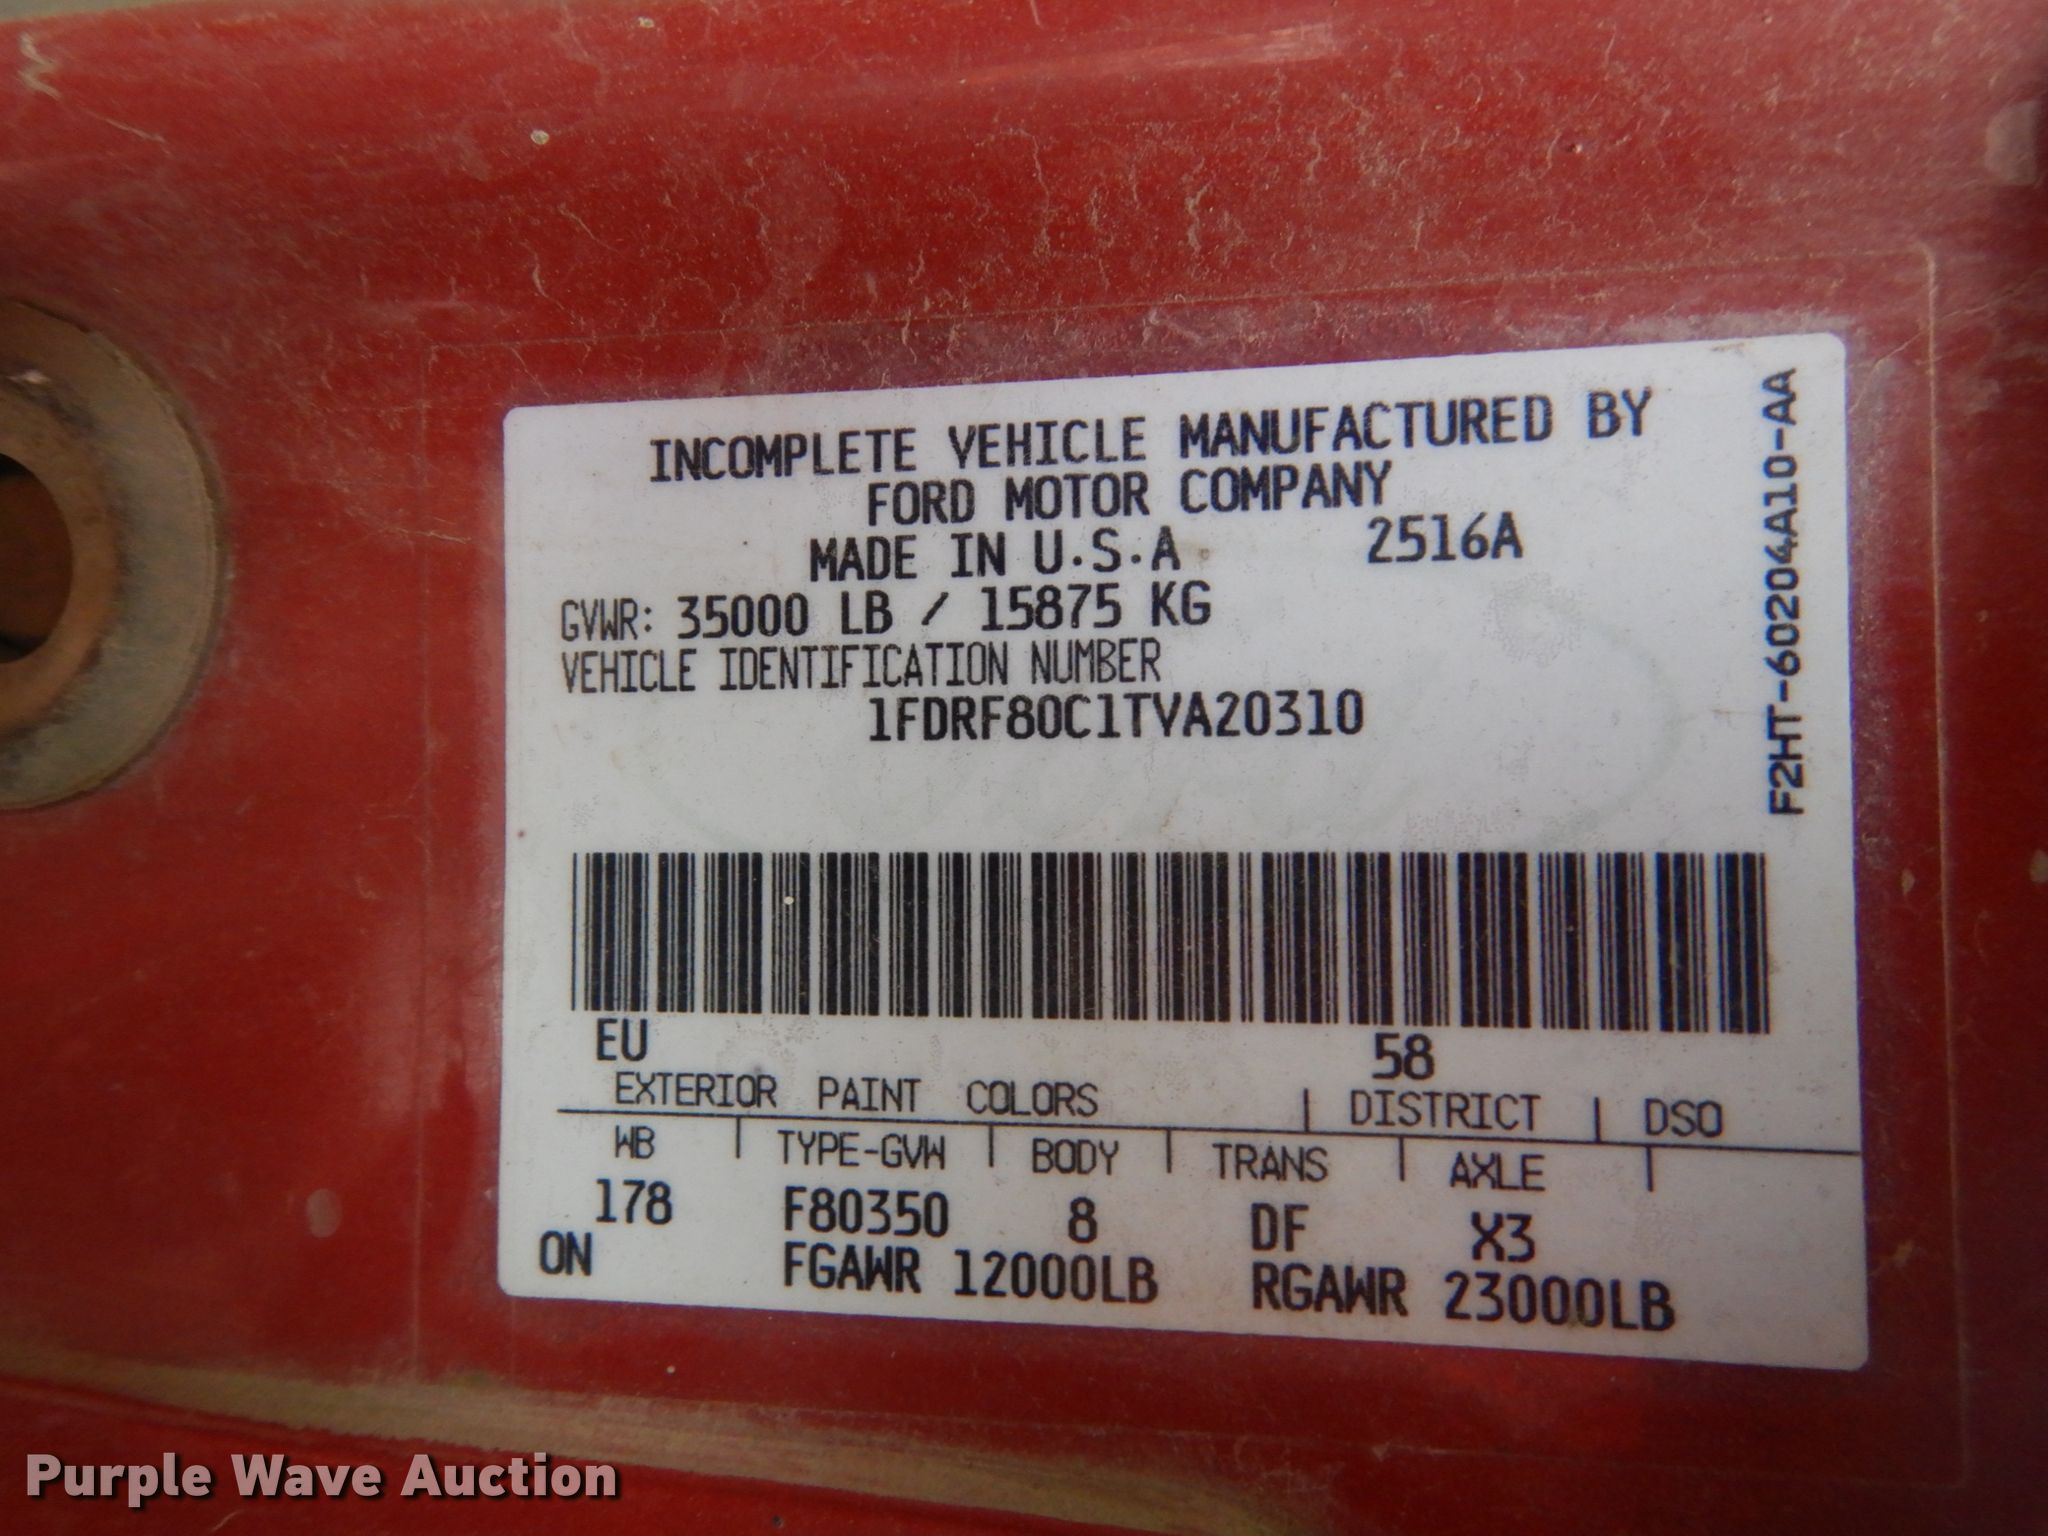 INCOMPLETE VEHICLE MANUFACTURED BY
FORD MOTOR COMPANY
MADE IN U.S.A 2516A
GVWR: 35000 LB / 15875 KG
VEHICLE IDENTIFICATION NUMBER
1FDRF80C1TVA20310
F2HT-60204A10-AA
EU 58
EXTERIOR PAINT COLORS | DISTRICT | DSO
WB | TYPE-GVW | BODY | TRANS | AXLE |
178 F80350 8 DF X3
ON FGAWR 12000LB RGAWR 23000LB
Purple Wave Auction